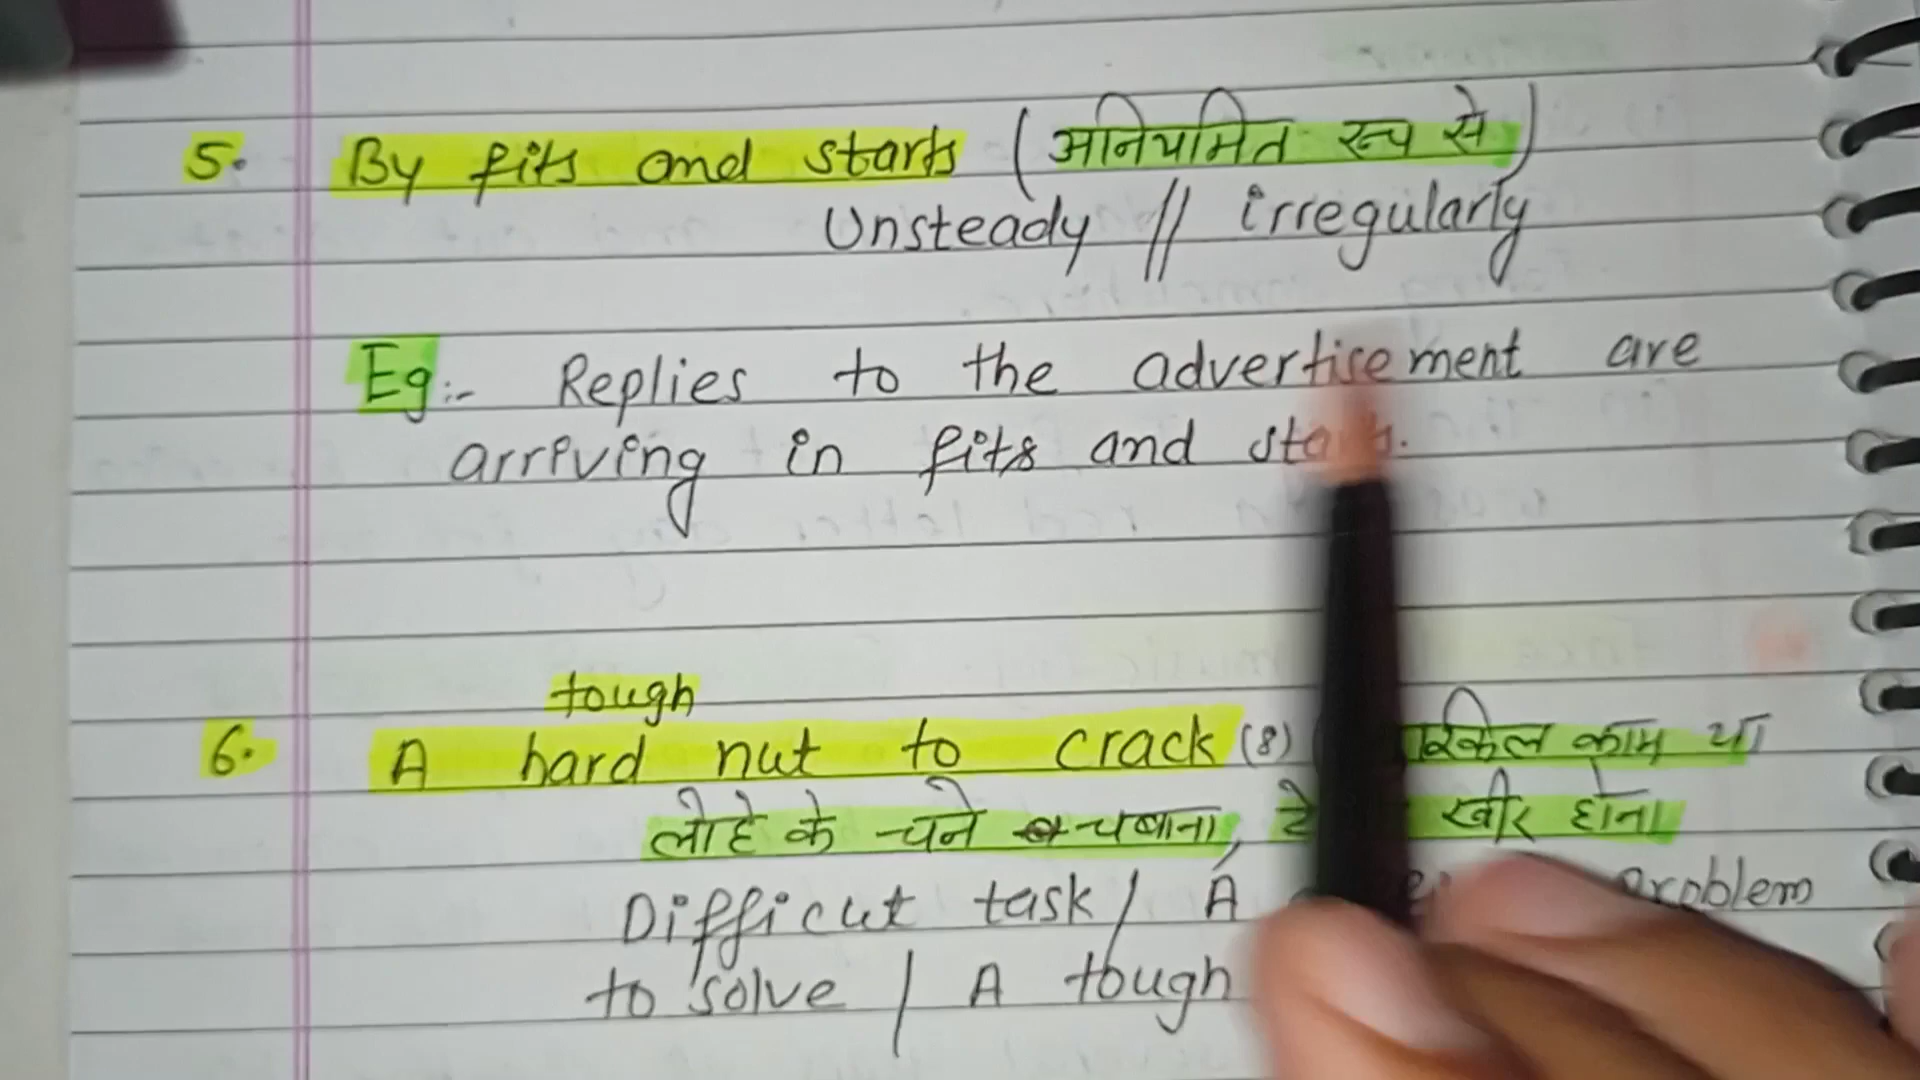 5. By fits and starts (अनियमित रूप से)
Unsteady // irregularly
Eg:- Replies to the advertisement are
arriving in fits and
tough
6. A hard nut to crack (8) काम या
लोहे के चने चबाना, खीर होना
Difficut task / A problem
to solve / A tough